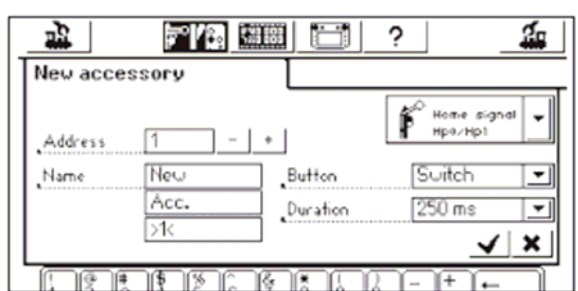 ?
New accessory
Home signal
Hp0/Hp1
Address 1 - +
Name New Button Switch
Acc. Duration 250 ms
>1<
! @ # $ % ^ & * ( ) - + ←